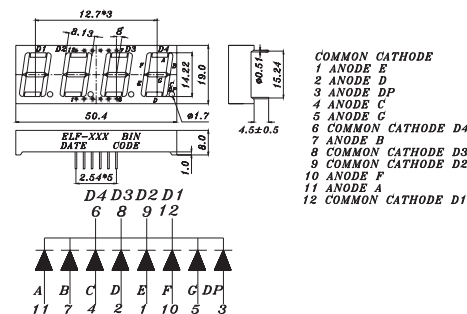 12.7*3
8.13
8
D1 D2 D3 D4
A
F
B
G
E
C
D
14.22
19.0
ø0.51
15.24
50.4
ø1.7
4.5±0.5
ELF-XXX BIN
DATE CODE
8.0
1.0
2.54*5
COMMON CATHODE
1 ANODE E
2 ANODE D
3 ANODE DP
4 ANODE C
5 ANODE G
6 COMMON CATHODE D4
7 ANODE B
8 COMMON CATHODE D3
9 COMMON CATHODE D2
10 ANODE F
11 ANODE A
12 COMMON CATHODE D1
D4 D3 D2 D1
6 8 9 12
A B C D E F G DP
11 7 4 2 1 10 5 3